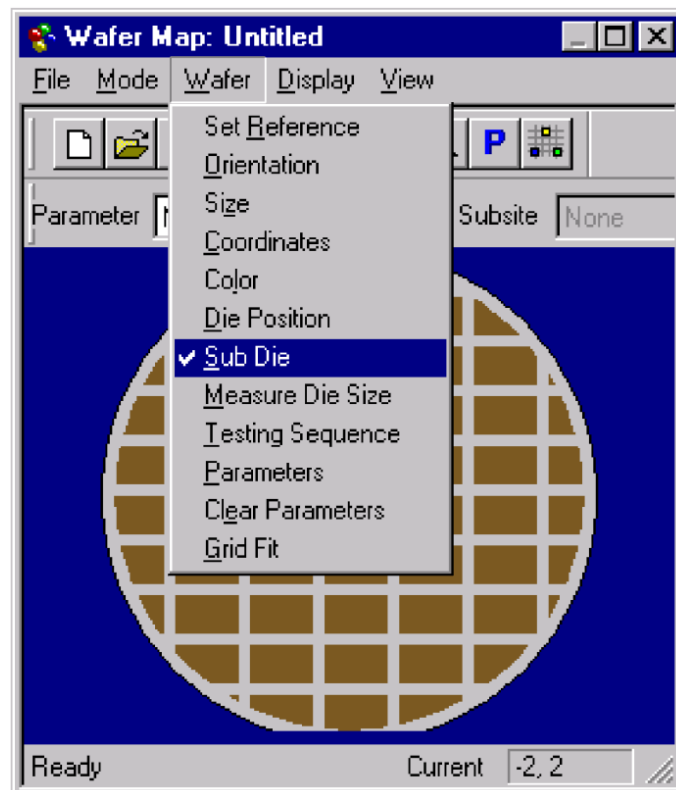 Wafer Map: Untitled
File Mode Wafer Display View
Set Reference
P
Orientation
Size
Parameter Subsite None
Coordinates
Color
Die Position
Sub Die
Measure Die Size
Testing Sequence
Parameters
Clear Parameters
Grid Fit
Ready Current -2, 2